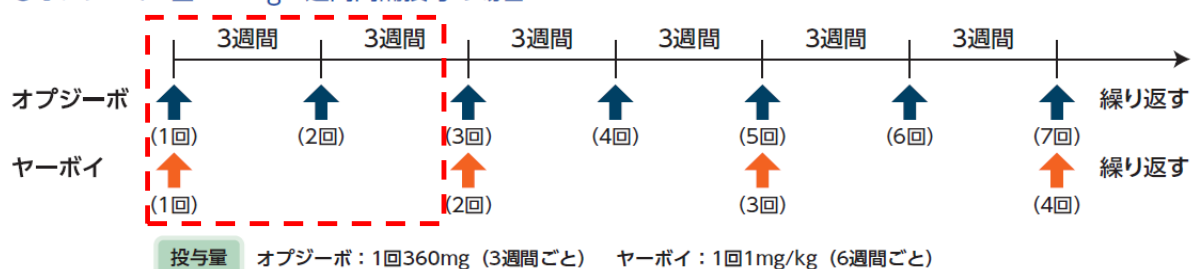 3週間 3週間 3週間 3週間 3週間 3週間
オプジーボ 繰り返す
(1回) (2回) (3回) (4回) (5回) (6回) (7回)
ヤーボイ 繰り返す
(1回) (2回) (3回) (4回)
投与量 オプジーボ：1回360mg（3週間ごと） ヤーボイ：1回1mg/kg（6週間ごと）